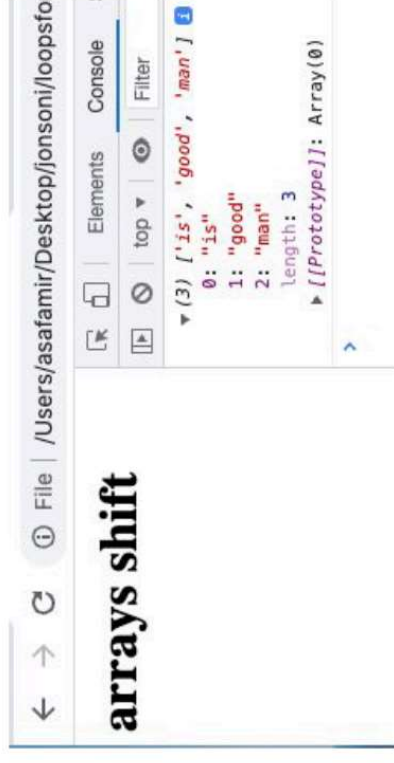 File | /Users/asafamir/Desktop/jonsoni/loopsfo
Elements Console
top ▾ Filter
arrays shift
▾ (3) ['is', 'good', 'man'] i
0: "is"
1: "good"
2: "man"
length: 3
▸ [[Prototype]]: Array(0)